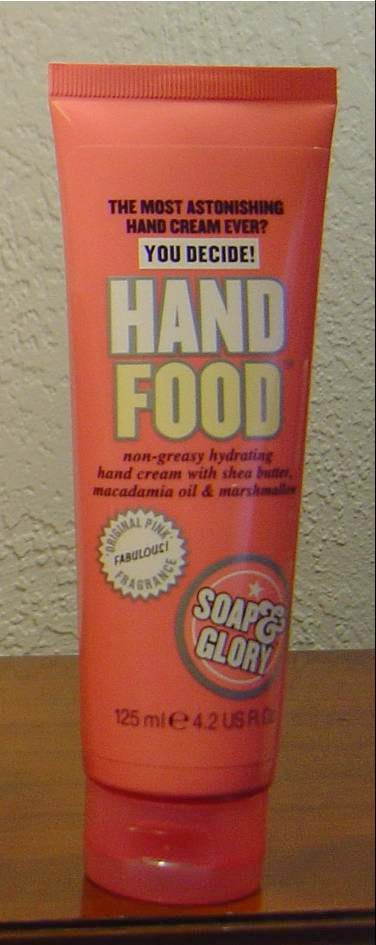 THE MOST ASTONISHING
HAND CREAM EVER?
YOU DECIDE!
HAND
FOOD
non-greasy hydrating
hand cream with shea butter,
macadamia oil & marshmallow
ORIGINAL PINK
FABULOUS!
FRAGRANCE
SOAP&
GLORY
125 ml e 4.2 US Fl.Oz